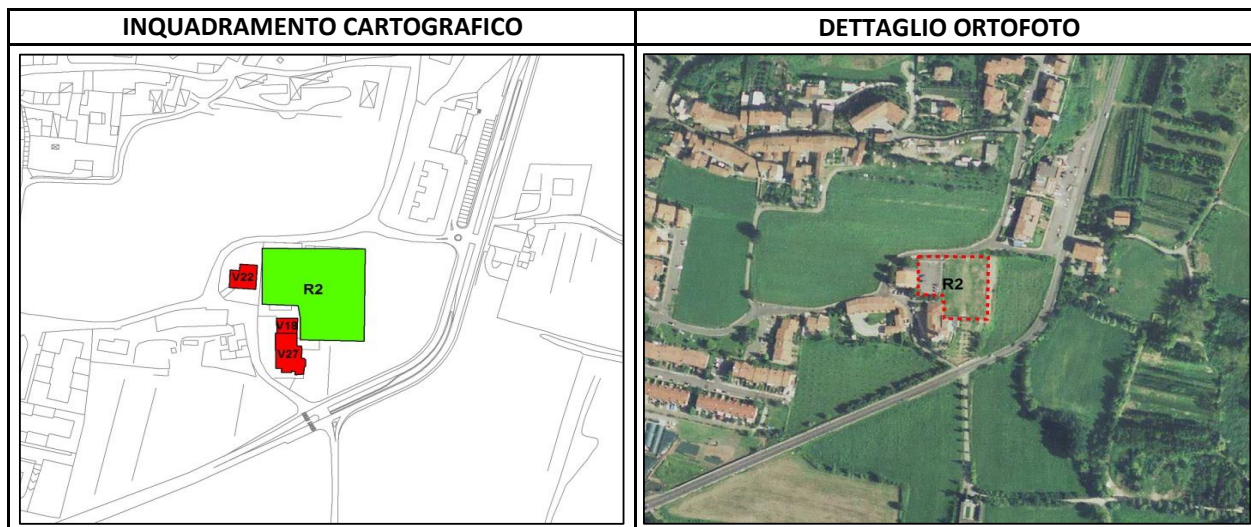 INQUADRAMENTO CARTOGRAFICO
DETTAGLIO ORTOFOTO
V22
R2
V18
V27
R2